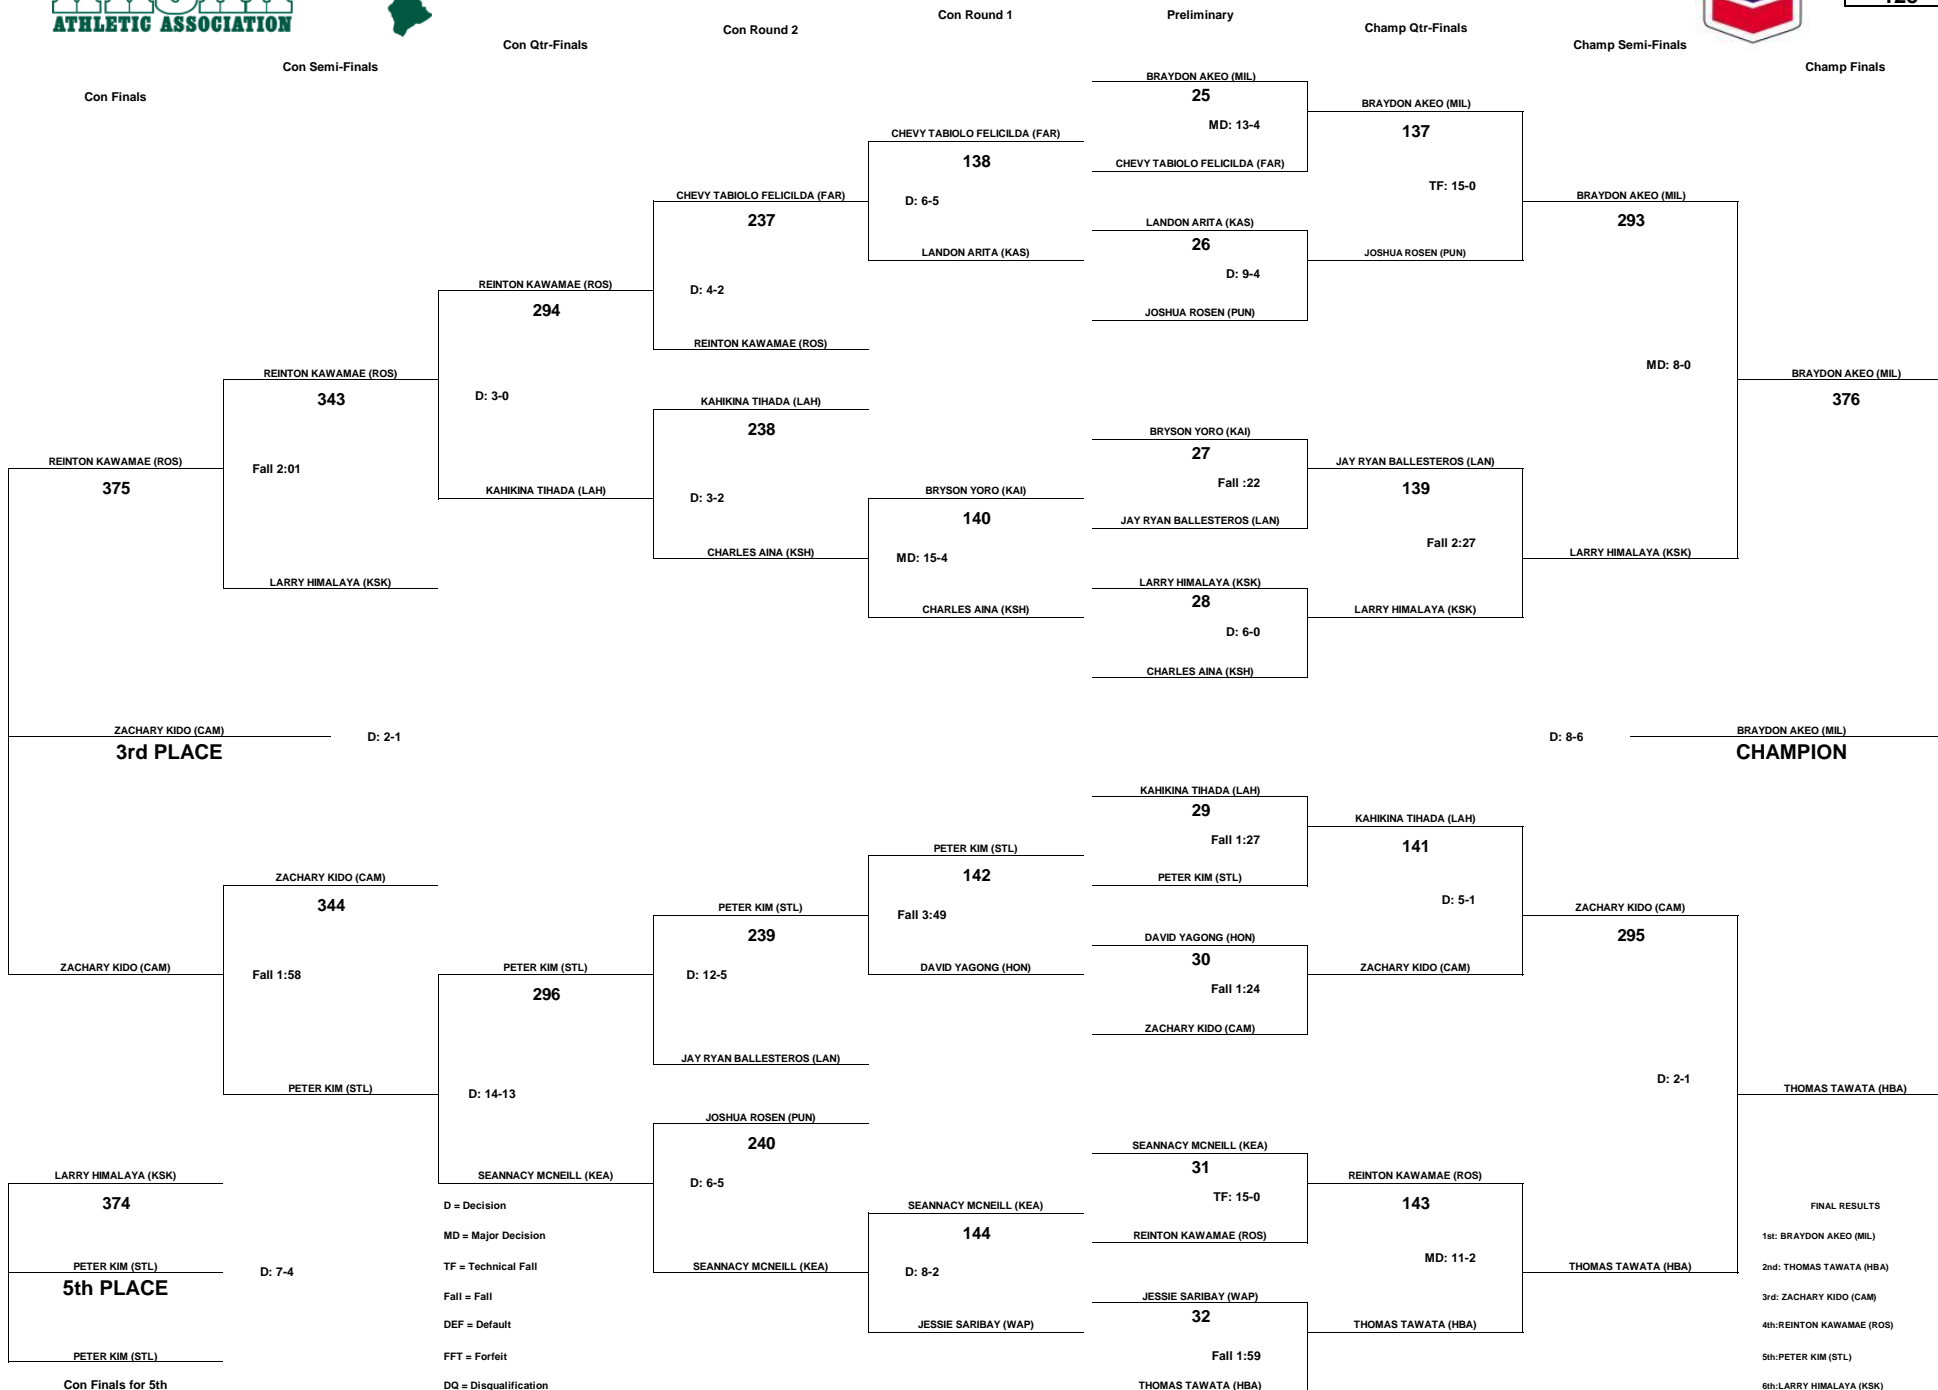 ATHLETIC ASSOCIATION
Con Round 1
Preliminary
Con Round 2
Champ Qtr-Finals
Con Qtr-Finals
Champ Semi-Finals
Con Semi-Finals
Champ Finals
Con Finals
BRAYDON AKEO (MIL)
25
MD: 13-4
CHEVY TABIOLO FELICILDA (FAR)
LANDON ARITA (KAS)
26
D: 9-4
JOSHUA ROSEN (PUN)
BRYSON YORO (KAI)
27
Fall :22
JAY RYAN BALLESTEROS (LAN)
LARRY HIMALAYA (KSK)
28
D: 6-0
CHARLES AINA (KSH)
KAHIKINA TIHADA (LAH)
29
Fall 1:27
PETER KIM (STL)
DAVID YAGONG (HON)
30
Fall 1:24
ZACHARY KIDO (CAM)
SEANNACY MCNEILL (KEA)
31
TF: 15-0
REINTON KAWAMAE (ROS)
JESSIE SARIBAY (WAP)
32
Fall 1:59
THOMAS TAWATA (HBA)
BRAYDON AKEO (MIL)
137
TF: 15-0
JOSHUA ROSEN (PUN)
JAY RYAN BALLESTEROS (LAN)
139
Fall 2:27
LARRY HIMALAYA (KSK)
KAHIKINA TIHADA (LAH)
141
D: 5-1
ZACHARY KIDO (CAM)
REINTON KAWAMAE (ROS)
143
MD: 11-2
THOMAS TAWATA (HBA)
BRAYDON AKEO (MIL)
293
MD: 8-0
LARRY HIMALAYA (KSK)
ZACHARY KIDO (CAM)
295
D: 2-1
THOMAS TAWATA (HBA)
BRAYDON AKEO (MIL)
376
D: 8-6
BRAYDON AKEO (MIL)
CHAMPION
THOMAS TAWATA (HBA)
CHEVY TABIOLO FELICILDA (FAR)
138
D: 6-5
LANDON ARITA (KAS)
BRYSON YORO (KAI)
140
MD: 15-4
CHARLES AINA (KSH)
PETER KIM (STL)
142
Fall 3:49
DAVID YAGONG (HON)
SEANNACY MCNEILL (KEA)
144
D: 8-2
JESSIE SARIBAY (WAP)
CHEVY TABIOLO FELICILDA (FAR)
237
D: 4-2
REINTON KAWAMAE (ROS)
KAHIKINA TIHADA (LAH)
238
D: 3-2
CHARLES AINA (KSH)
PETER KIM (STL)
239
D: 12-5
JAY RYAN BALLESTEROS (LAN)
JOSHUA ROSEN (PUN)
240
D: 6-5
SEANNACY MCNEILL (KEA)
REINTON KAWAMAE (ROS)
294
D: 3-0
KAHIKINA TIHADA (LAH)
PETER KIM (STL)
296
D: 14-13
SEANNACY MCNEILL (KEA)
REINTON KAWAMAE (ROS)
343
Fall 2:01
LARRY HIMALAYA (KSK)
ZACHARY KIDO (CAM)
344
Fall 1:58
PETER KIM (STL)
REINTON KAWAMAE (ROS)
375
ZACHARY KIDO (CAM)
D: 2-1
3rd PLACE
ZACHARY KIDO (CAM)
LARRY HIMALAYA (KSK)
374
PETER KIM (STL)
D: 7-4
5th PLACE
PETER KIM (STL)
Con Finals for 5th
D = Decision
MD = Major Decision
TF = Technical Fall
Fall = Fall
DEF = Default
FFT = Forfeit
DQ = Disqualification
FINAL RESULTS
1st: BRAYDON AKEO (MIL)
2nd: THOMAS TAWATA (HBA)
3rd: ZACHARY KIDO (CAM)
4th:REINTON KAWAMAE (ROS)
5th:PETER KIM (STL)
6th:LARRY HIMALAYA (KSK)